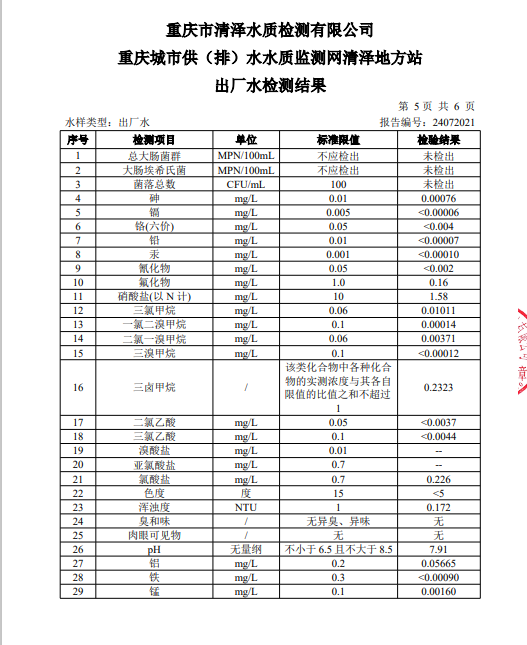 重庆市清泽水质检测有限公司
重庆城市供（排）水水质监测网清泽地方站
出厂水检测结果
第 5 页 共 6 页
水样类型：出厂水 报告编号：24072021
序号 检测项目 单位 标准限值 检验结果
1 总大肠菌群 MPN/100mL 不应检出 未检出
2 大肠埃希氏菌 MPN/100mL 不应检出 未检出
3 菌落总数 CFU/mL 100 未检出
4 砷 mg/L 0.01 0.00076
5 镉 mg/L 0.005 <0.00006
6 铬(六价) mg/L 0.05 <0.004
7 铅 mg/L 0.01 <0.00007
8 汞 mg/L 0.001 <0.00010
9 氰化物 mg/L 0.05 <0.002
10 氟化物 mg/L 1.0 0.16
11 硝酸盐(以 N 计) mg/L 10 1.58
12 三氯甲烷 mg/L 0.06 0.01011
13 一氯二溴甲烷 mg/L 0.1 0.00014
14 二氯一溴甲烷 mg/L 0.06 0.00371
15 三溴甲烷 mg/L 0.1 <0.00012
16 三卤甲烷 / 该类化合物中各种化合
物的实测浓度与其各自
限值的比值之和不超过
1 0.2323
17 二氯乙酸 mg/L 0.05 <0.0037
18 三氯乙酸 mg/L 0.1 <0.0044
19 溴酸盐 mg/L 0.01 --
20 亚氯酸盐 mg/L 0.7 --
21 氯酸盐 mg/L 0.7 0.226
22 色度 度 15 <5
23 浑浊度 NTU 1 0.172
24 臭和味 / 无异臭、异味 无
25 肉眼可见物 / 无 无
26 pH 无量纲 不小于 6.5 且不大于 8.5 7.91
27 铝 mg/L 0.2 0.05665
28 铁 mg/L 0.3 <0.00090
29 锰 mg/L 0.1 0.00160